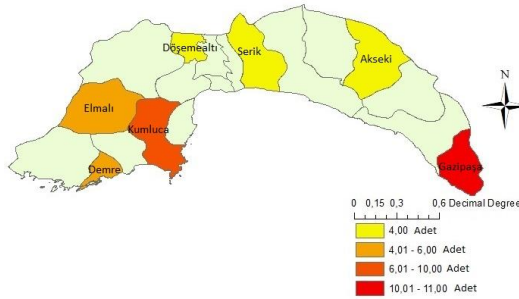 Döşemealtı
Serik
Akseki
Elmalı
Kumluca
Demre
Gazipaşa
N
0 0,15 0,3 0,6 Decimal Degree
4,00 Adet
4,01 - 6,00 Adet
6,01 - 10,00 Adet
10,01 - 11,00 Adet